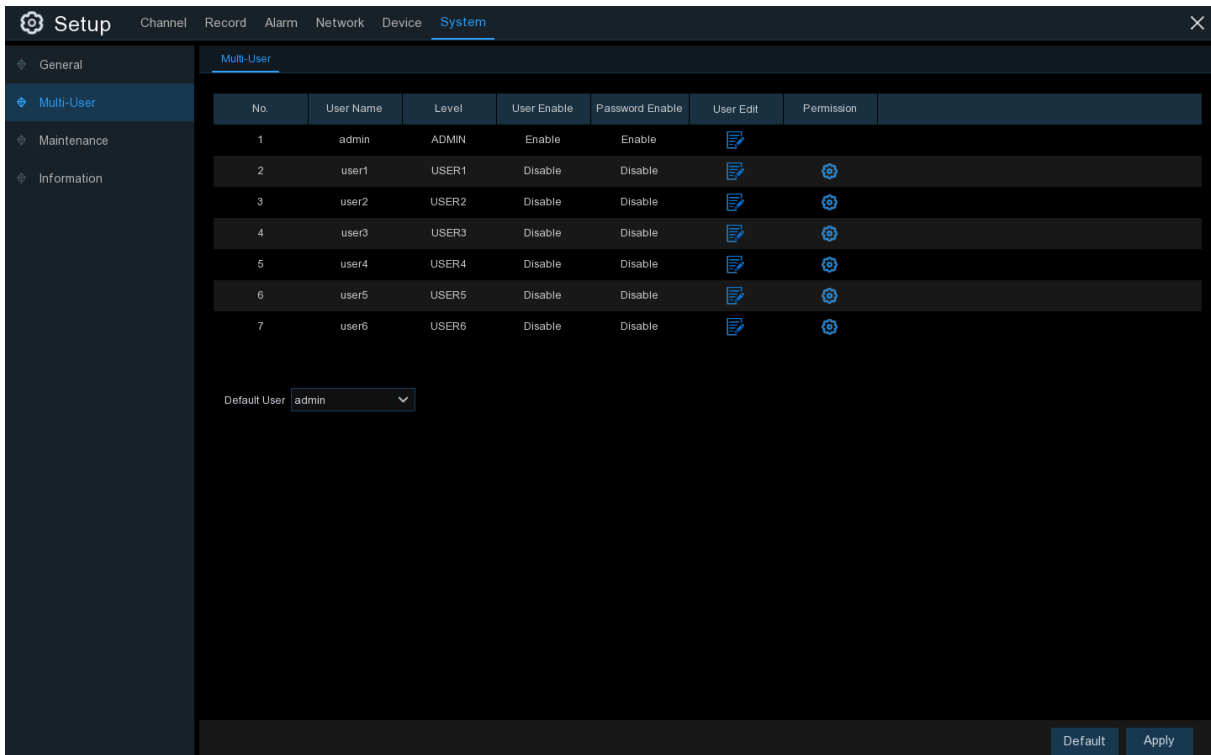 Setup Channel Record Alarm Network Device System
General
Multi-User
Maintenance
Information
Multi-User
No. User Name Level User Enable Password Enable User Edit Permission
1 admin ADMIN Enable Enable
2 user1 USER1 Disable Disable
3 user2 USER2 Disable Disable
4 user3 USER3 Disable Disable
5 user4 USER4 Disable Disable
6 user5 USER5 Disable Disable
7 user6 USER6 Disable Disable
Default User admin
Default Apply